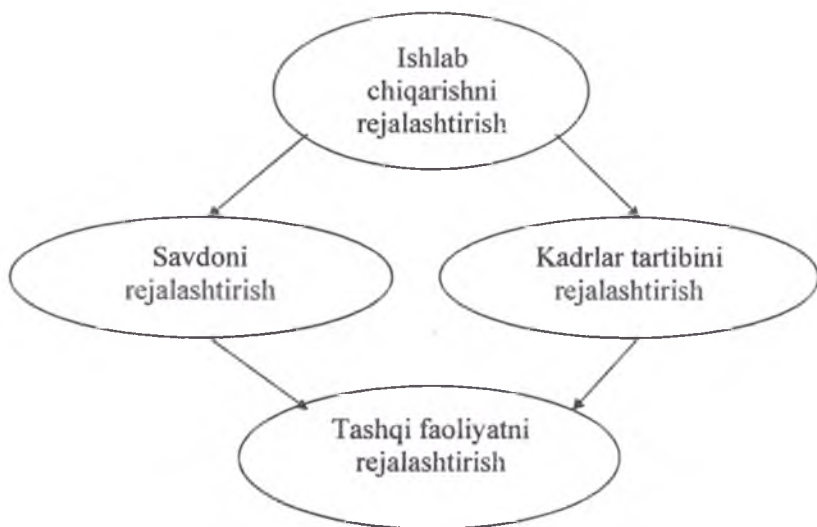 Ishlab
chiqarishni
rejalashtirish
Savdoni
rejalashtirish
Kadrlar tartibini
rejalashtirish
Tashqi faoliyatni
rejalashtirish